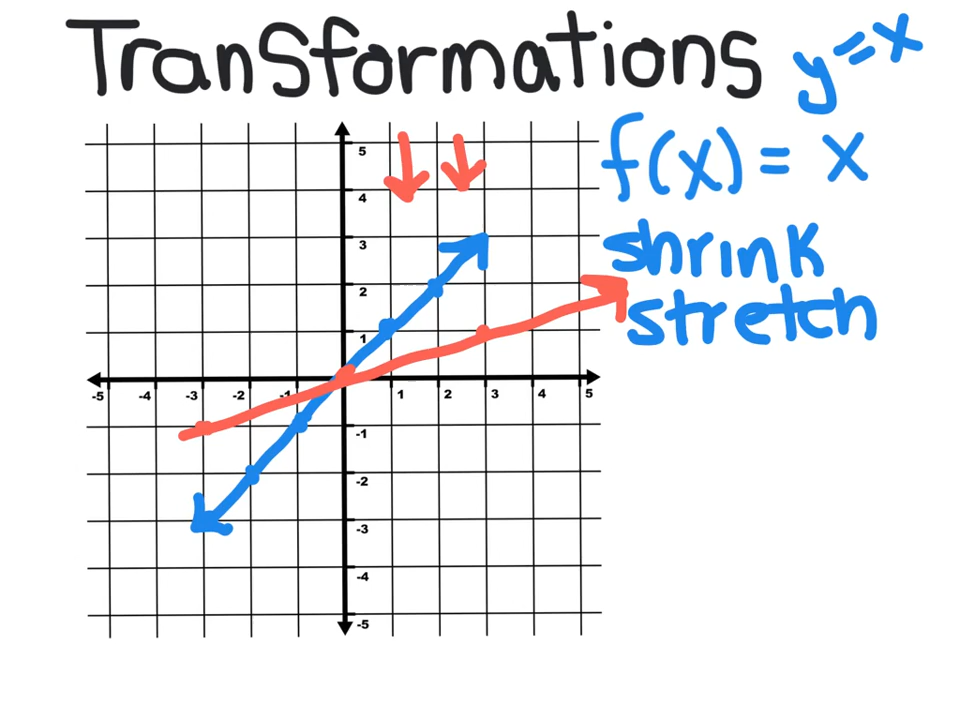 Transformations
y=x
f(x) = x
shrink
stretch
5
4
3
2
1
-5 -4 -3 -2 -1 1 2 3 4 5
-1
-2
-3
-4
-5